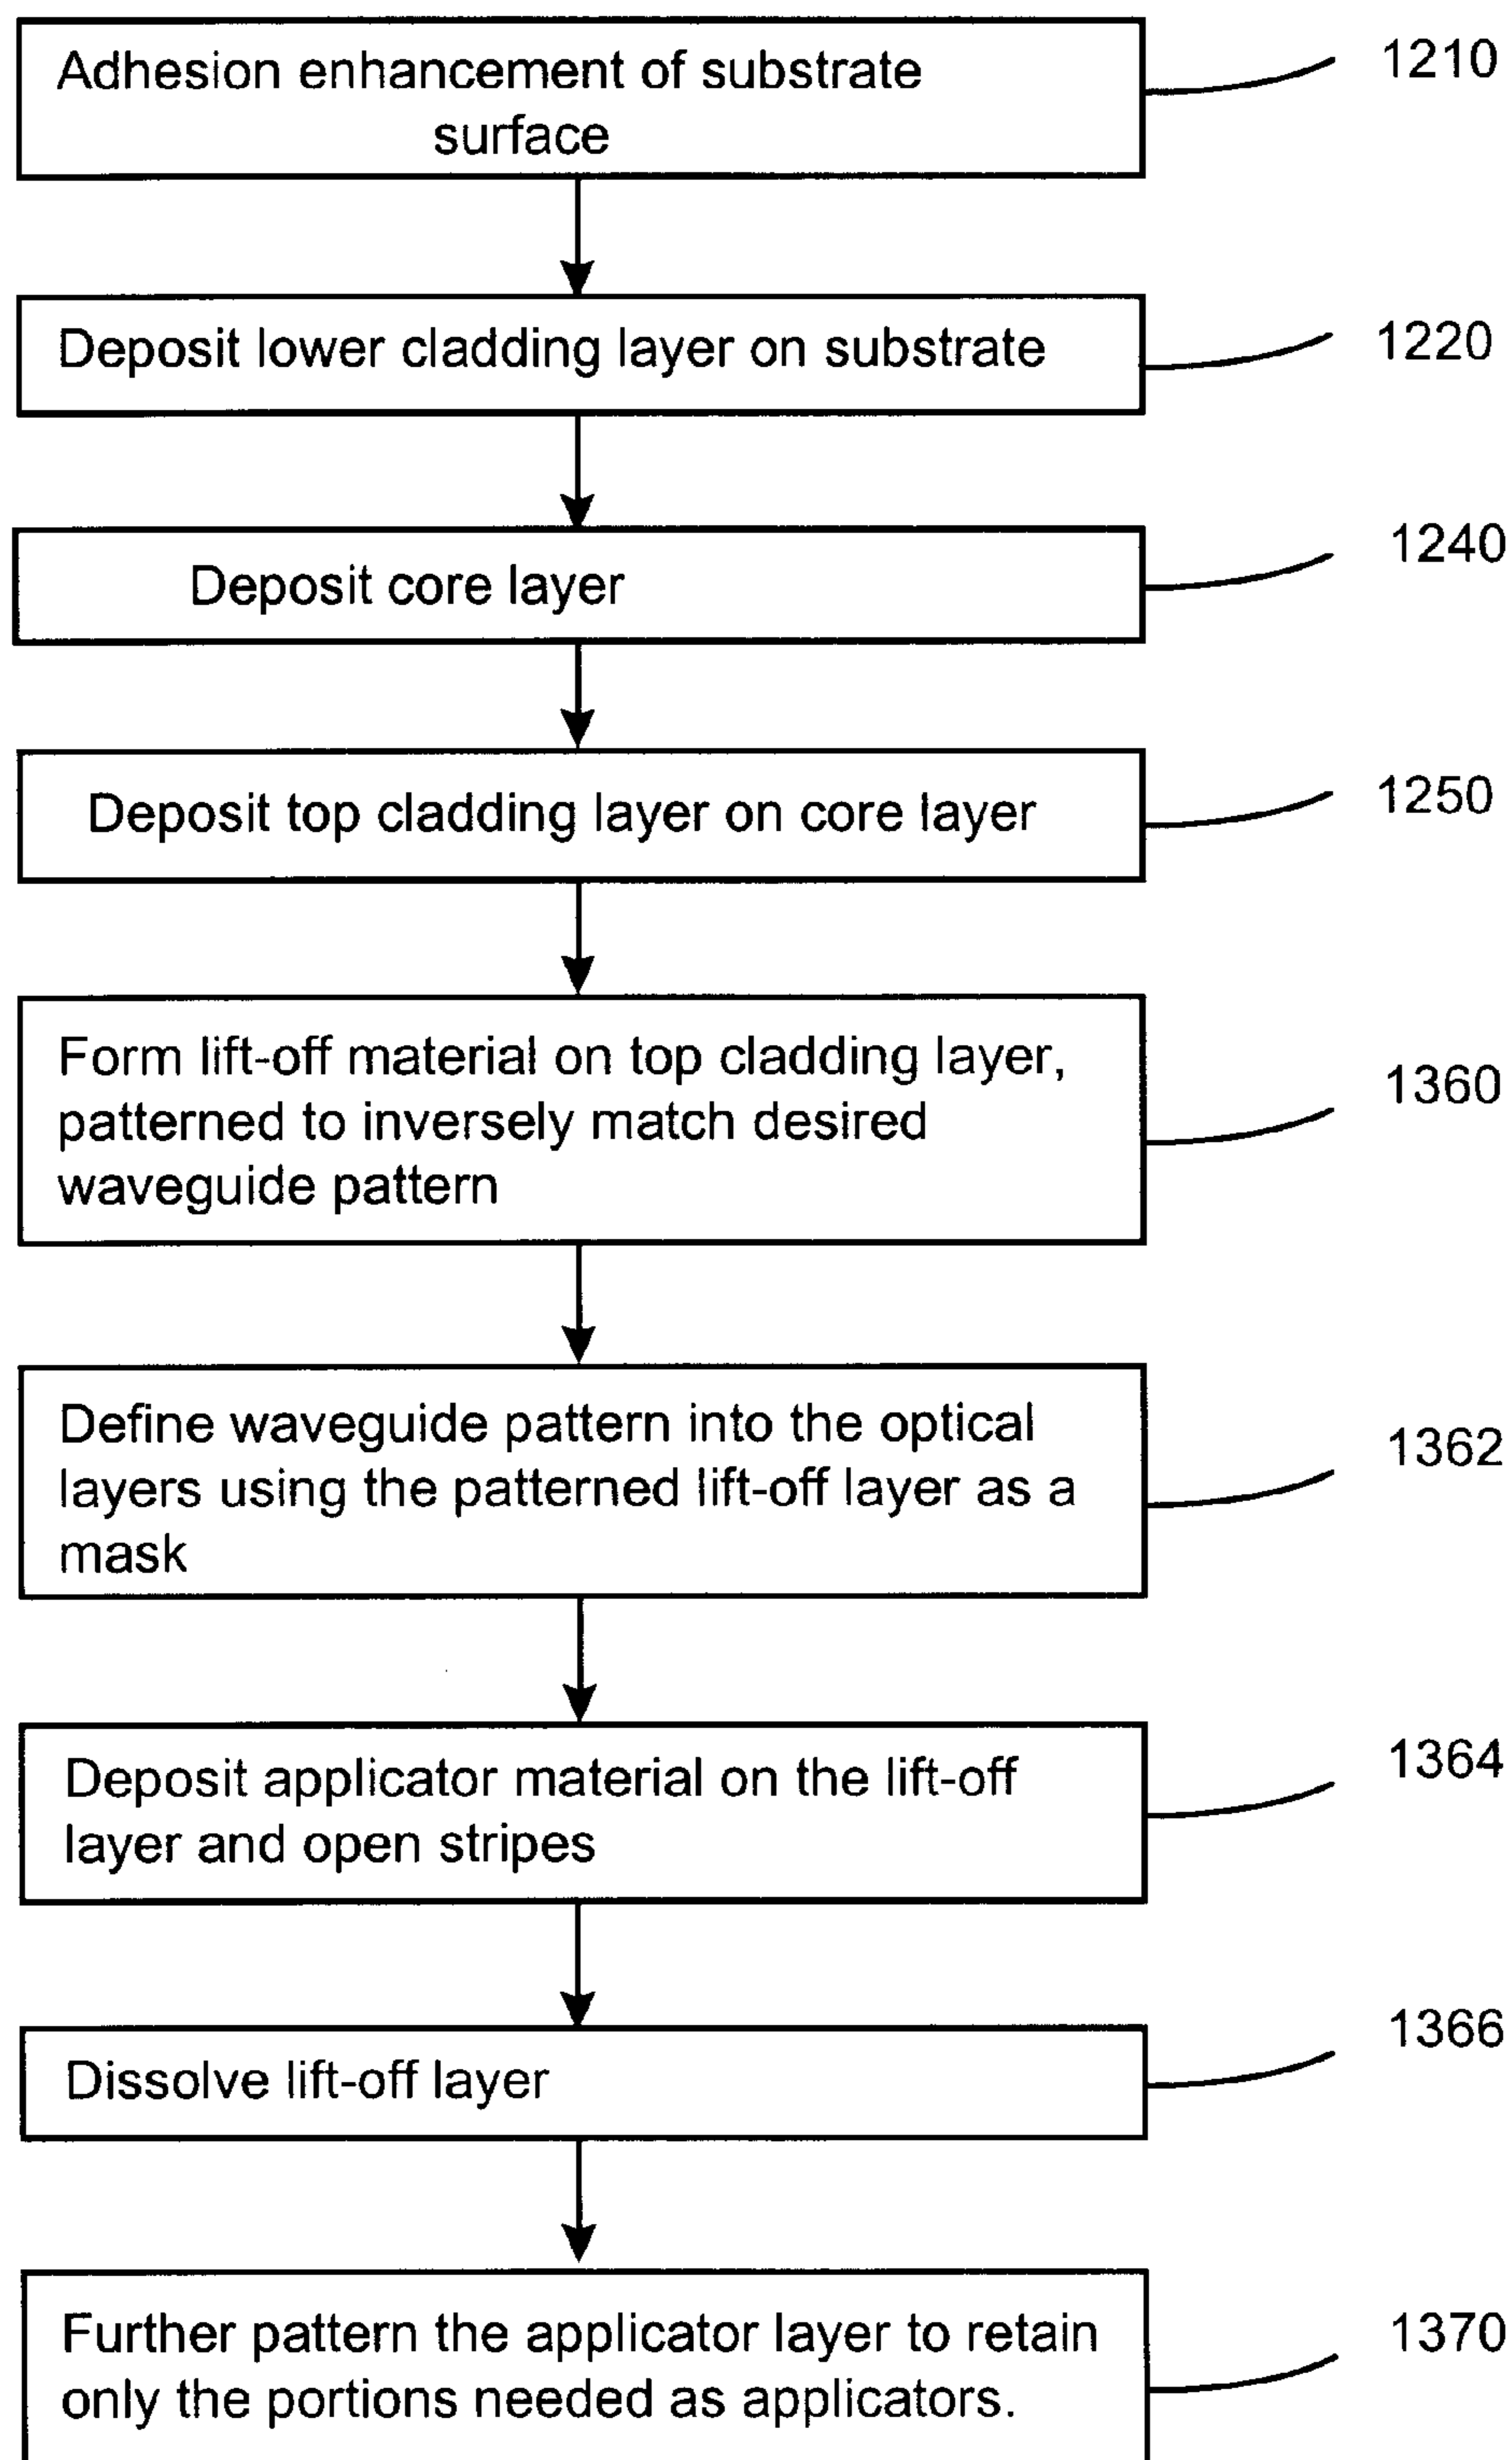 Adhesion enhancement of substrate
surface
1210
Deposit lower cladding layer on substrate
1220
Deposit core layer
1240
Deposit top cladding layer on core layer
1250
Form lift-off material on top cladding layer,
patterned to inversely match desired
waveguide pattern
1360
Define waveguide pattern into the optical
layers using the patterned lift-off layer as a
mask
1362
Deposit applicator material on the lift-off
layer and open stripes
1364
Dissolve lift-off layer
1366
Further pattern the applicator layer to retain
only the portions needed as applicators.
1370